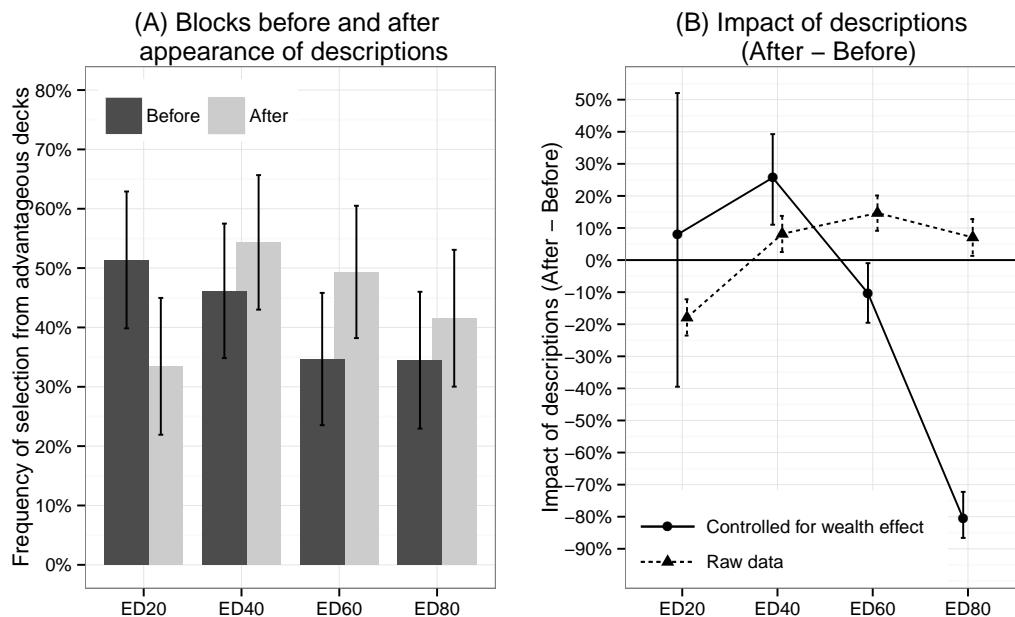 (A) Blocks before and after
appearance of descriptions
Frequency of selection from advantageous decks
80%
70%
60%
50%
40%
30%
20%
10%
0%
Before
After
ED20
ED40
ED60
ED80
(B) Impact of descriptions
(After − Before)
Impact of descriptions (After − Before)
50%
40%
30%
20%
10%
0%
−10%
−20%
−30%
−40%
−50%
−60%
−70%
−80%
−90%
Controlled for wealth effect
Raw data
ED20
ED40
ED60
ED80